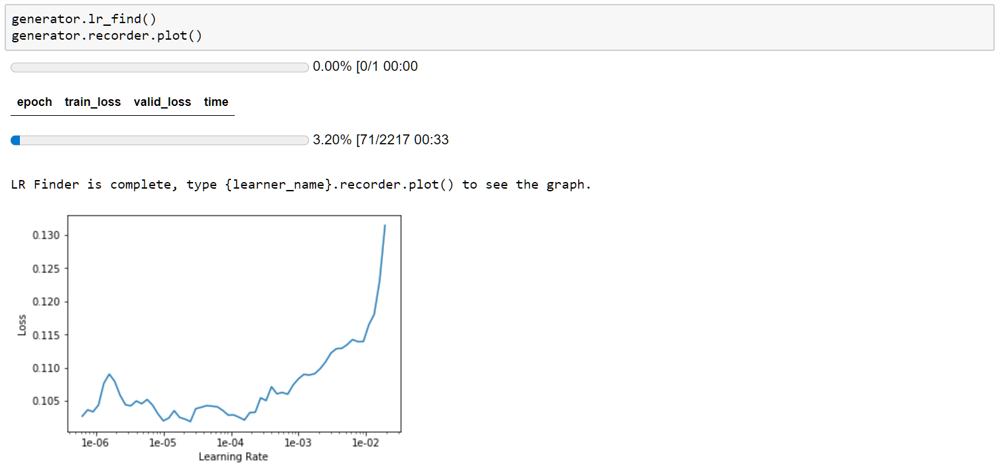 generator.lr_find()
generator.recorder.plot()
0.00% [0/1 00:00
epoch train_loss valid_loss time
3.20% [71/2217 00:33
LR Finder is complete, type {learner_name}.recorder.plot() to see the graph.
0.130
0.125
0.120
0.115
0.110
0.105
Loss
1e-06 1e-05 1e-04 1e-03 1e-02
Learning Rate